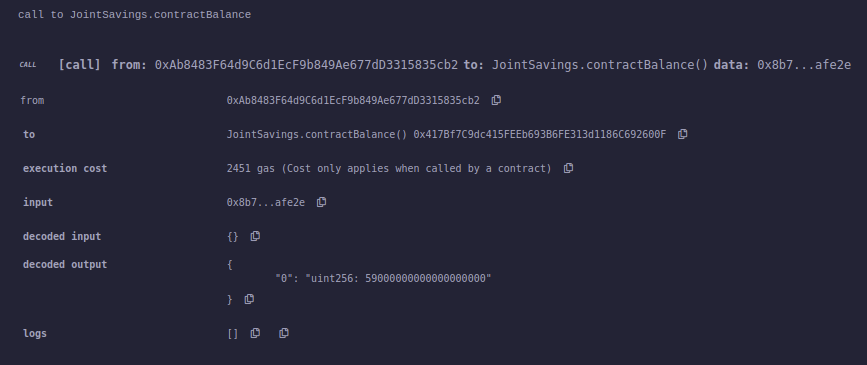 call to JointSavings.contractBalance
CALL [call] from: 0xAb8483F64d9C6d1EcF9b849Ae677dD3315835cb2 to: JointSavings.contractBalance() data: 0x8b7...afe2e
from 0xAb8483F64d9C6d1EcF9b849Ae677dD3315835cb2
to JointSavings.contractBalance() 0x417Bf7C9dc415FEEb693B6FE313d1186C692600F
execution cost 2451 gas (Cost only applies when called by a contract)
input 0x8b7...afe2e
decoded input {}
decoded output {
"0": "uint256: 59000000000000000000"
}
logs []